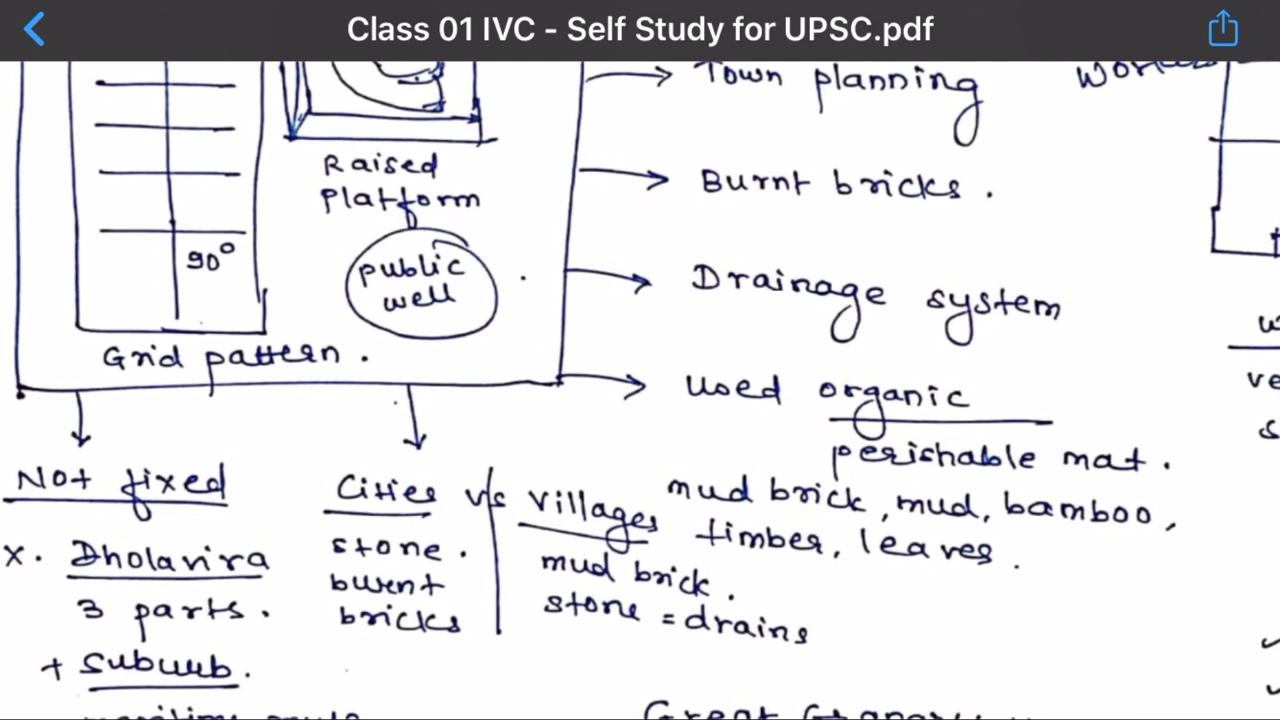 Class 01 IVC - Self Study for UPSC.pdf
Town planning
Raised
Platform
Burnt bricks.
90°
public
well
Drainage system
Grid pattern.
Used organic
perishable mat.
mud brick, mud, bamboo,
timber, leaves.
Not fixed
x. Dholavira
3 parts.
+ suburb.
Cities v/s Villages
stone.
burnt
bricks
mud brick.
stone = drains